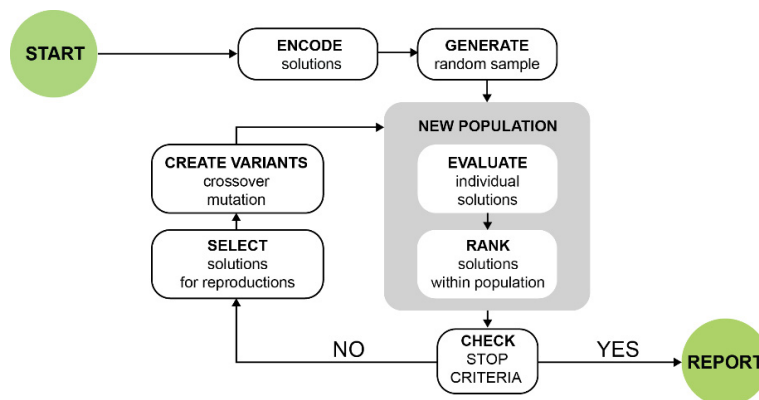 START
ENCODE
solutions
GENERATE
random sample
NEW POPULATION
EVALUATE
individual
solutions
RANK
solutions
within population
CREATE VARIANTS
crossover
mutation
SELECT
solutions
for reproductions
CHECK
STOP
CRITERIA
NO
YES
REPORT